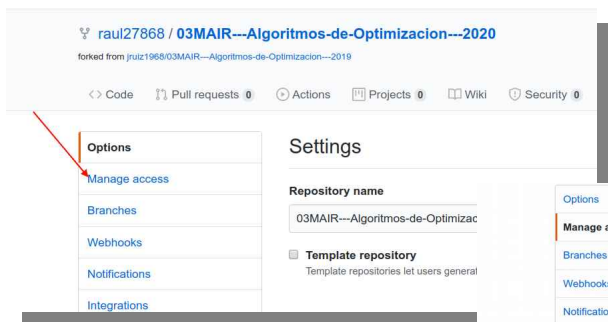 raul27868 / 03MAIR---Algoritmos-de-Optimizacion---2020
forked from jruiz1968/03MAIR---Algoritmos-de-Optimizacion---2019
<> Code Pull requests 0 Actions Projects 0 Wiki Security 0
Options
Manage access
Branches
Webhooks
Notifications
Integrations
Settings
Repository name
03MAIR---Algoritmos-de-Optimizac
Template repository
Template repositories let users generat
Options
Manage a
Branches
Webhooks
Notificatio